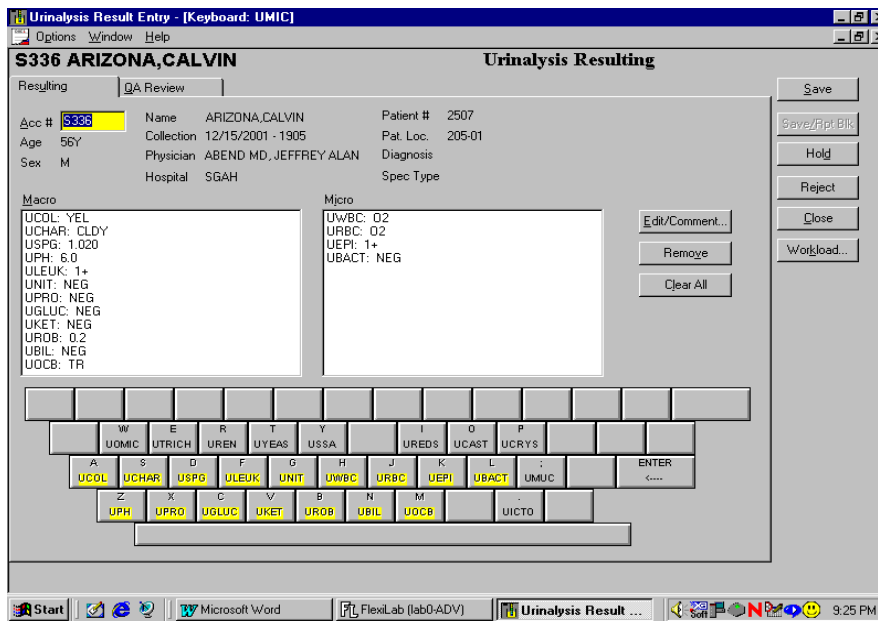 Urinalysis Result Entry - [Keyboard: UMIC]
Options Window Help
S336 ARIZONA,CALVIN Urinalysis Resulting
Resulting QA Review
Save
Acc # S336 Name ARIZONA,CALVIN Patient # 2507
Save/Rpt Blk
Age 56Y Collection 12/15/2001 - 1905 Pat. Loc. 205-01
Sex M Physician ABEND MD, JEFFREY ALAN Diagnosis
Hold
Hospital SGAH Spec Type
Reject
Macro Micro
UCOL: YEL
UCHAR: CLDY
USPG: 1.020
UPH: 6.0
ULEUK: 1+
UNIT: NEG
UPRO: NEG
UGLUC: NEG
UKET: NEG
UROB: 0.2
UBIL: NEG
UOCB: TR
UWBC: 02
URBC: 02
UEPI: 1+
UBACT: NEG
Edit/Comment...
Remove
Clear All
Close
Workload...
W E R T Y I O P
UOMIC UTRICH UREN UYEAS USSA UREDS UCAST UCRYS
A S D F G H J K L ; ENTER
UCOL UCHAR USPG ULEUK UNIT UWBC URBC UEPI UBACT UMUC <----
Z X C V B N M .
UPH UPRO UGLUC UKET UROB UBIL UOCB UICTO
Start Microsoft Word FlexiLab (lab0-ADV) Urinalysis Result ... 9:25 PM